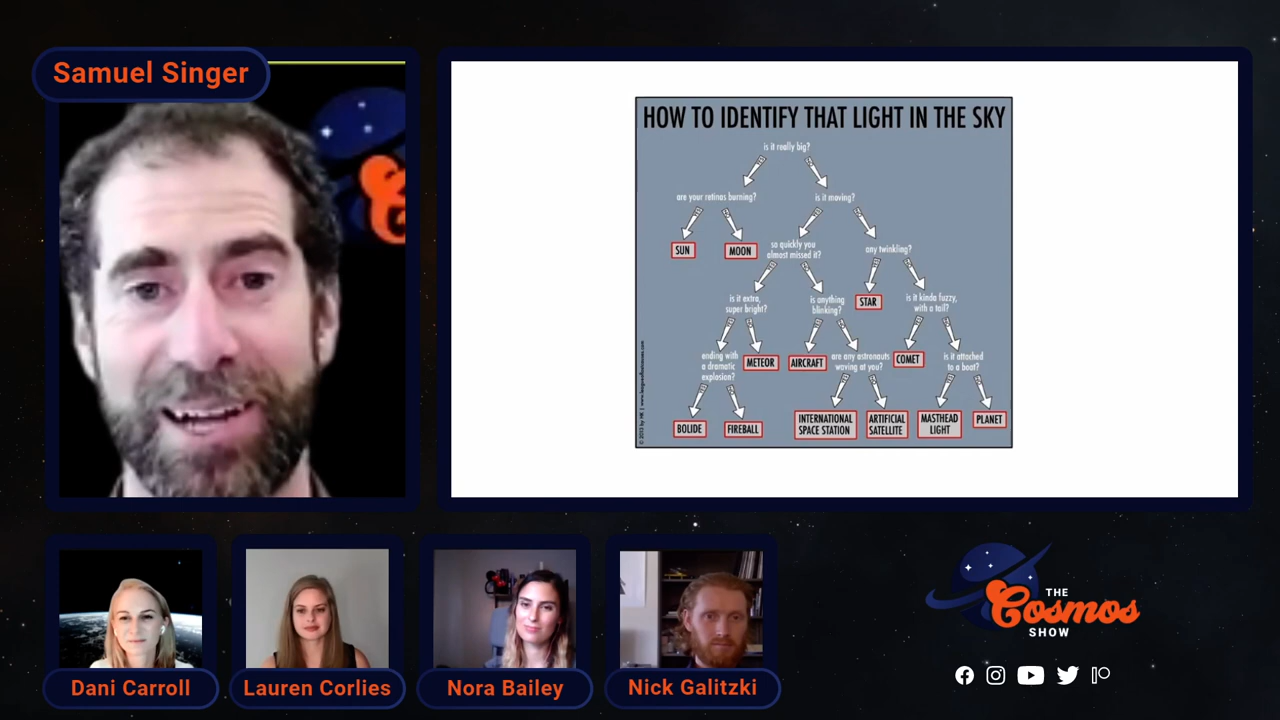 Samuel Singer
HOW TO IDENTIFY THAT LIGHT IN THE SKY
is it really big?
are your retinas burning?
is it moving?
SUN
MOON
so quickly you
almost missed it?
any twinkling?
is it extra,
super bright?
is anything
blinking?
STAR
is it kinda fuzzy,
with a tail?
ending with
a dramatic
explosion?
METEOR
AIRCRAFT
are any astronauts
waving at you?
COMET
is it attached
to a boat?
BOLIDE
FIREBALL
INTERNATIONAL
SPACE STATION
ARTIFICIAL
SATELLITE
MASTHEAD
LIGHT
PLANET
Dani Carroll
Lauren Corlies
Nora Bailey
Nick Galitzki
THE
Cosmos
SHOW